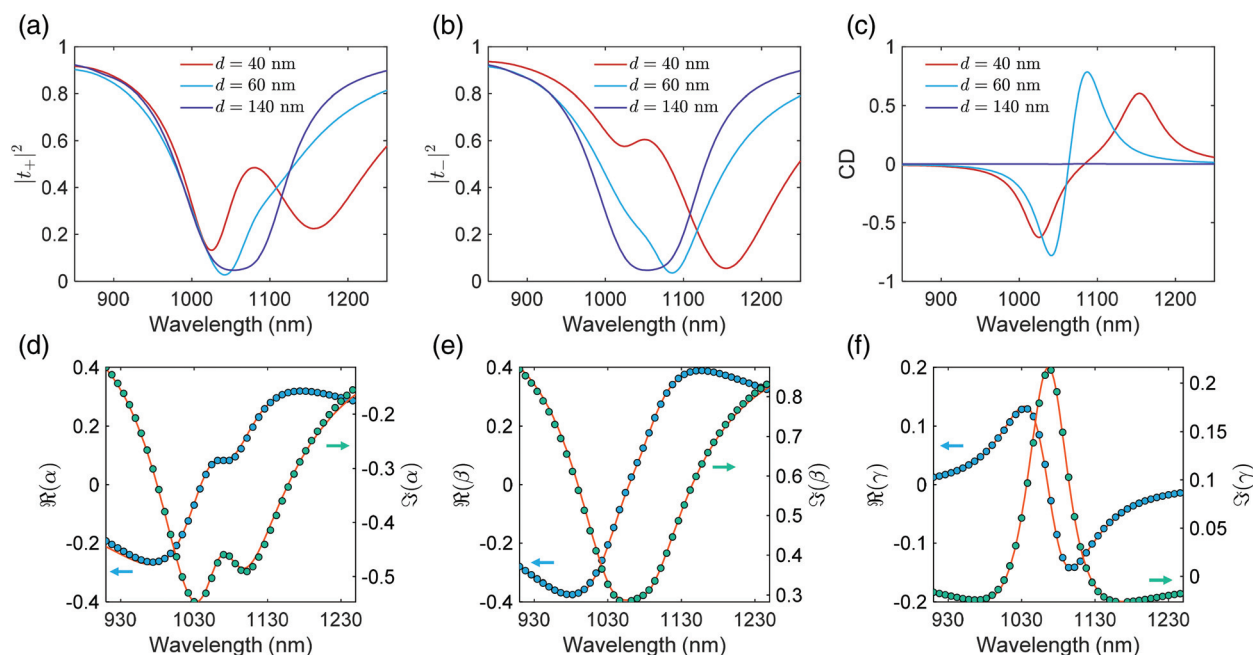 (a)
|t₊|²
1
0.8
0.6
0.4
0.2
0
d = 40 nm
d = 60 nm
d = 140 nm
900 1000 1100 1200
Wavelength (nm)
(b)
|t₋|²
1
0.8
0.6
0.4
0.2
0
d = 40 nm
d = 60 nm
d = 140 nm
900 1000 1100 1200
Wavelength (nm)
(c)
CD
1
0.5
0
-0.5
-1
d = 40 nm
d = 60 nm
d = 140 nm
900 1000 1100 1200
Wavelength (nm)
(d)
ℜ(α)
0.4
0.2
0
-0.2
-0.4
-0.2
-0.3
-0.4
-0.5
ℑ(α)
930 1030 1130 1230
Wavelength (nm)
(e)
ℜ(β)
0.4
0.2
0
-0.2
-0.4
0.8
0.7
0.6
0.5
0.4
0.3
ℑ(β)
930 1030 1130 1230
Wavelength (nm)
(f)
ℜ(γ)
0.2
0.1
0
-0.1
-0.2
0.2
0.15
0.1
0.05
0
ℑ(γ)
930 1030 1130 1230
Wavelength (nm)